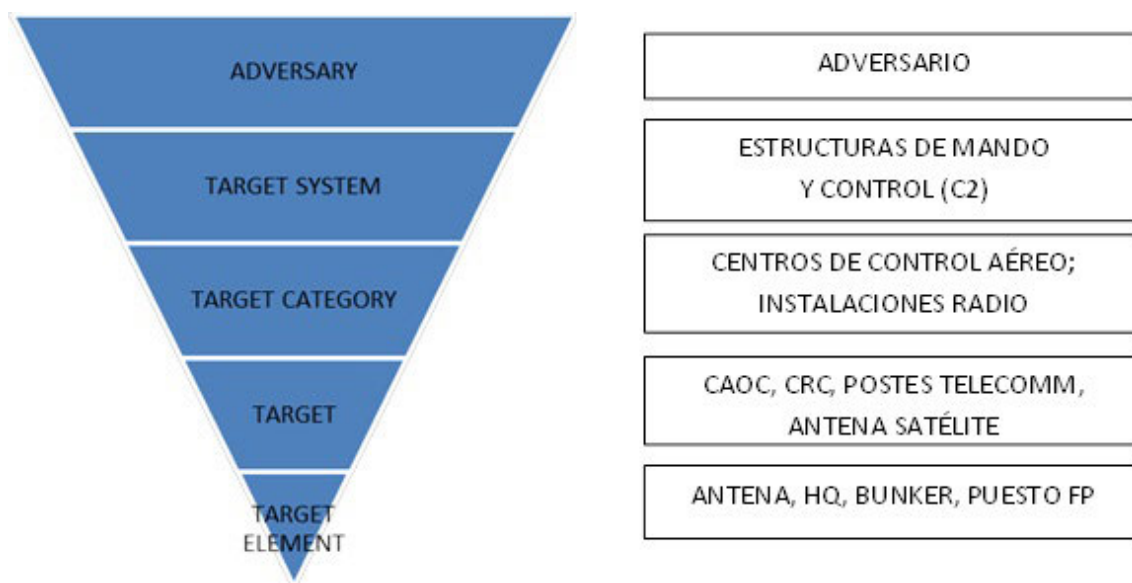 ADVERSARY
ADVERSARIO
TARGET SYSTEM
ESTRUCTURAS DE MANDO
Y CONTROL (C2)
TARGET CATEGORY
CENTROS DE CONTROL AÉREO;
INSTALACIONES RADIO
TARGET
CAOC, CRC, POSTES TELECOMM,
ANTENA SATÉLITE
TARGET
ELEMENT
ANTENA, HQ, BUNKER, PUESTO FP